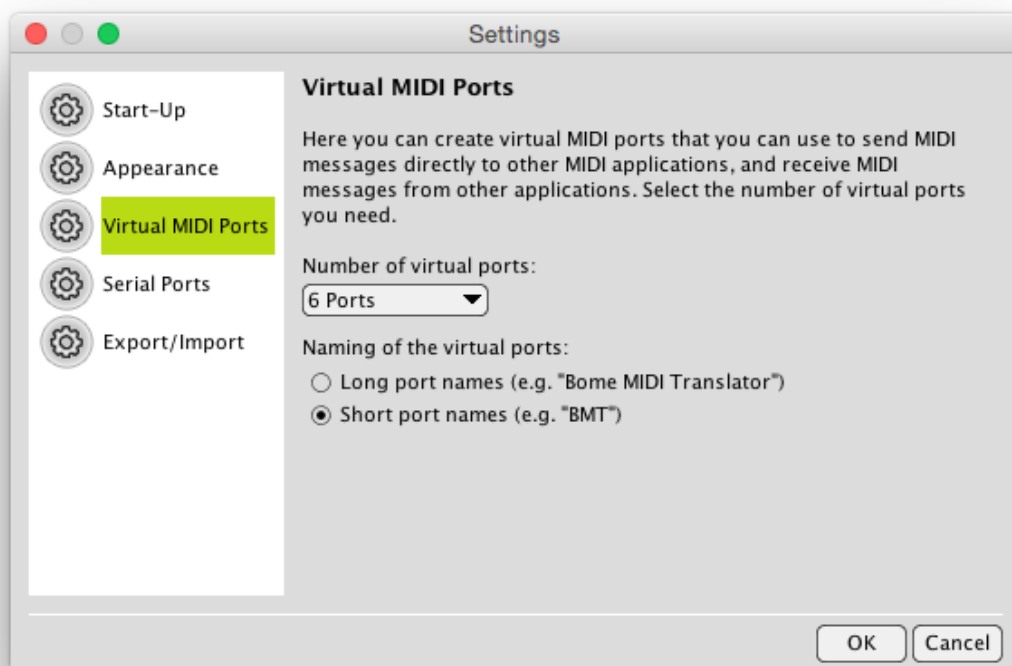 Settings
Start-Up
Appearance
Virtual MIDI Ports
Serial Ports
Export/Import
Virtual MIDI Ports
Here you can create virtual MIDI ports that you can use to send MIDI
messages directly to other MIDI applications, and receive MIDI
messages from other applications. Select the number of virtual ports
you need.
Number of virtual ports:
6 Ports
Naming of the virtual ports:
Long port names (e.g. "Bome MIDI Translator")
Short port names (e.g. "BMT")
OK
Cancel